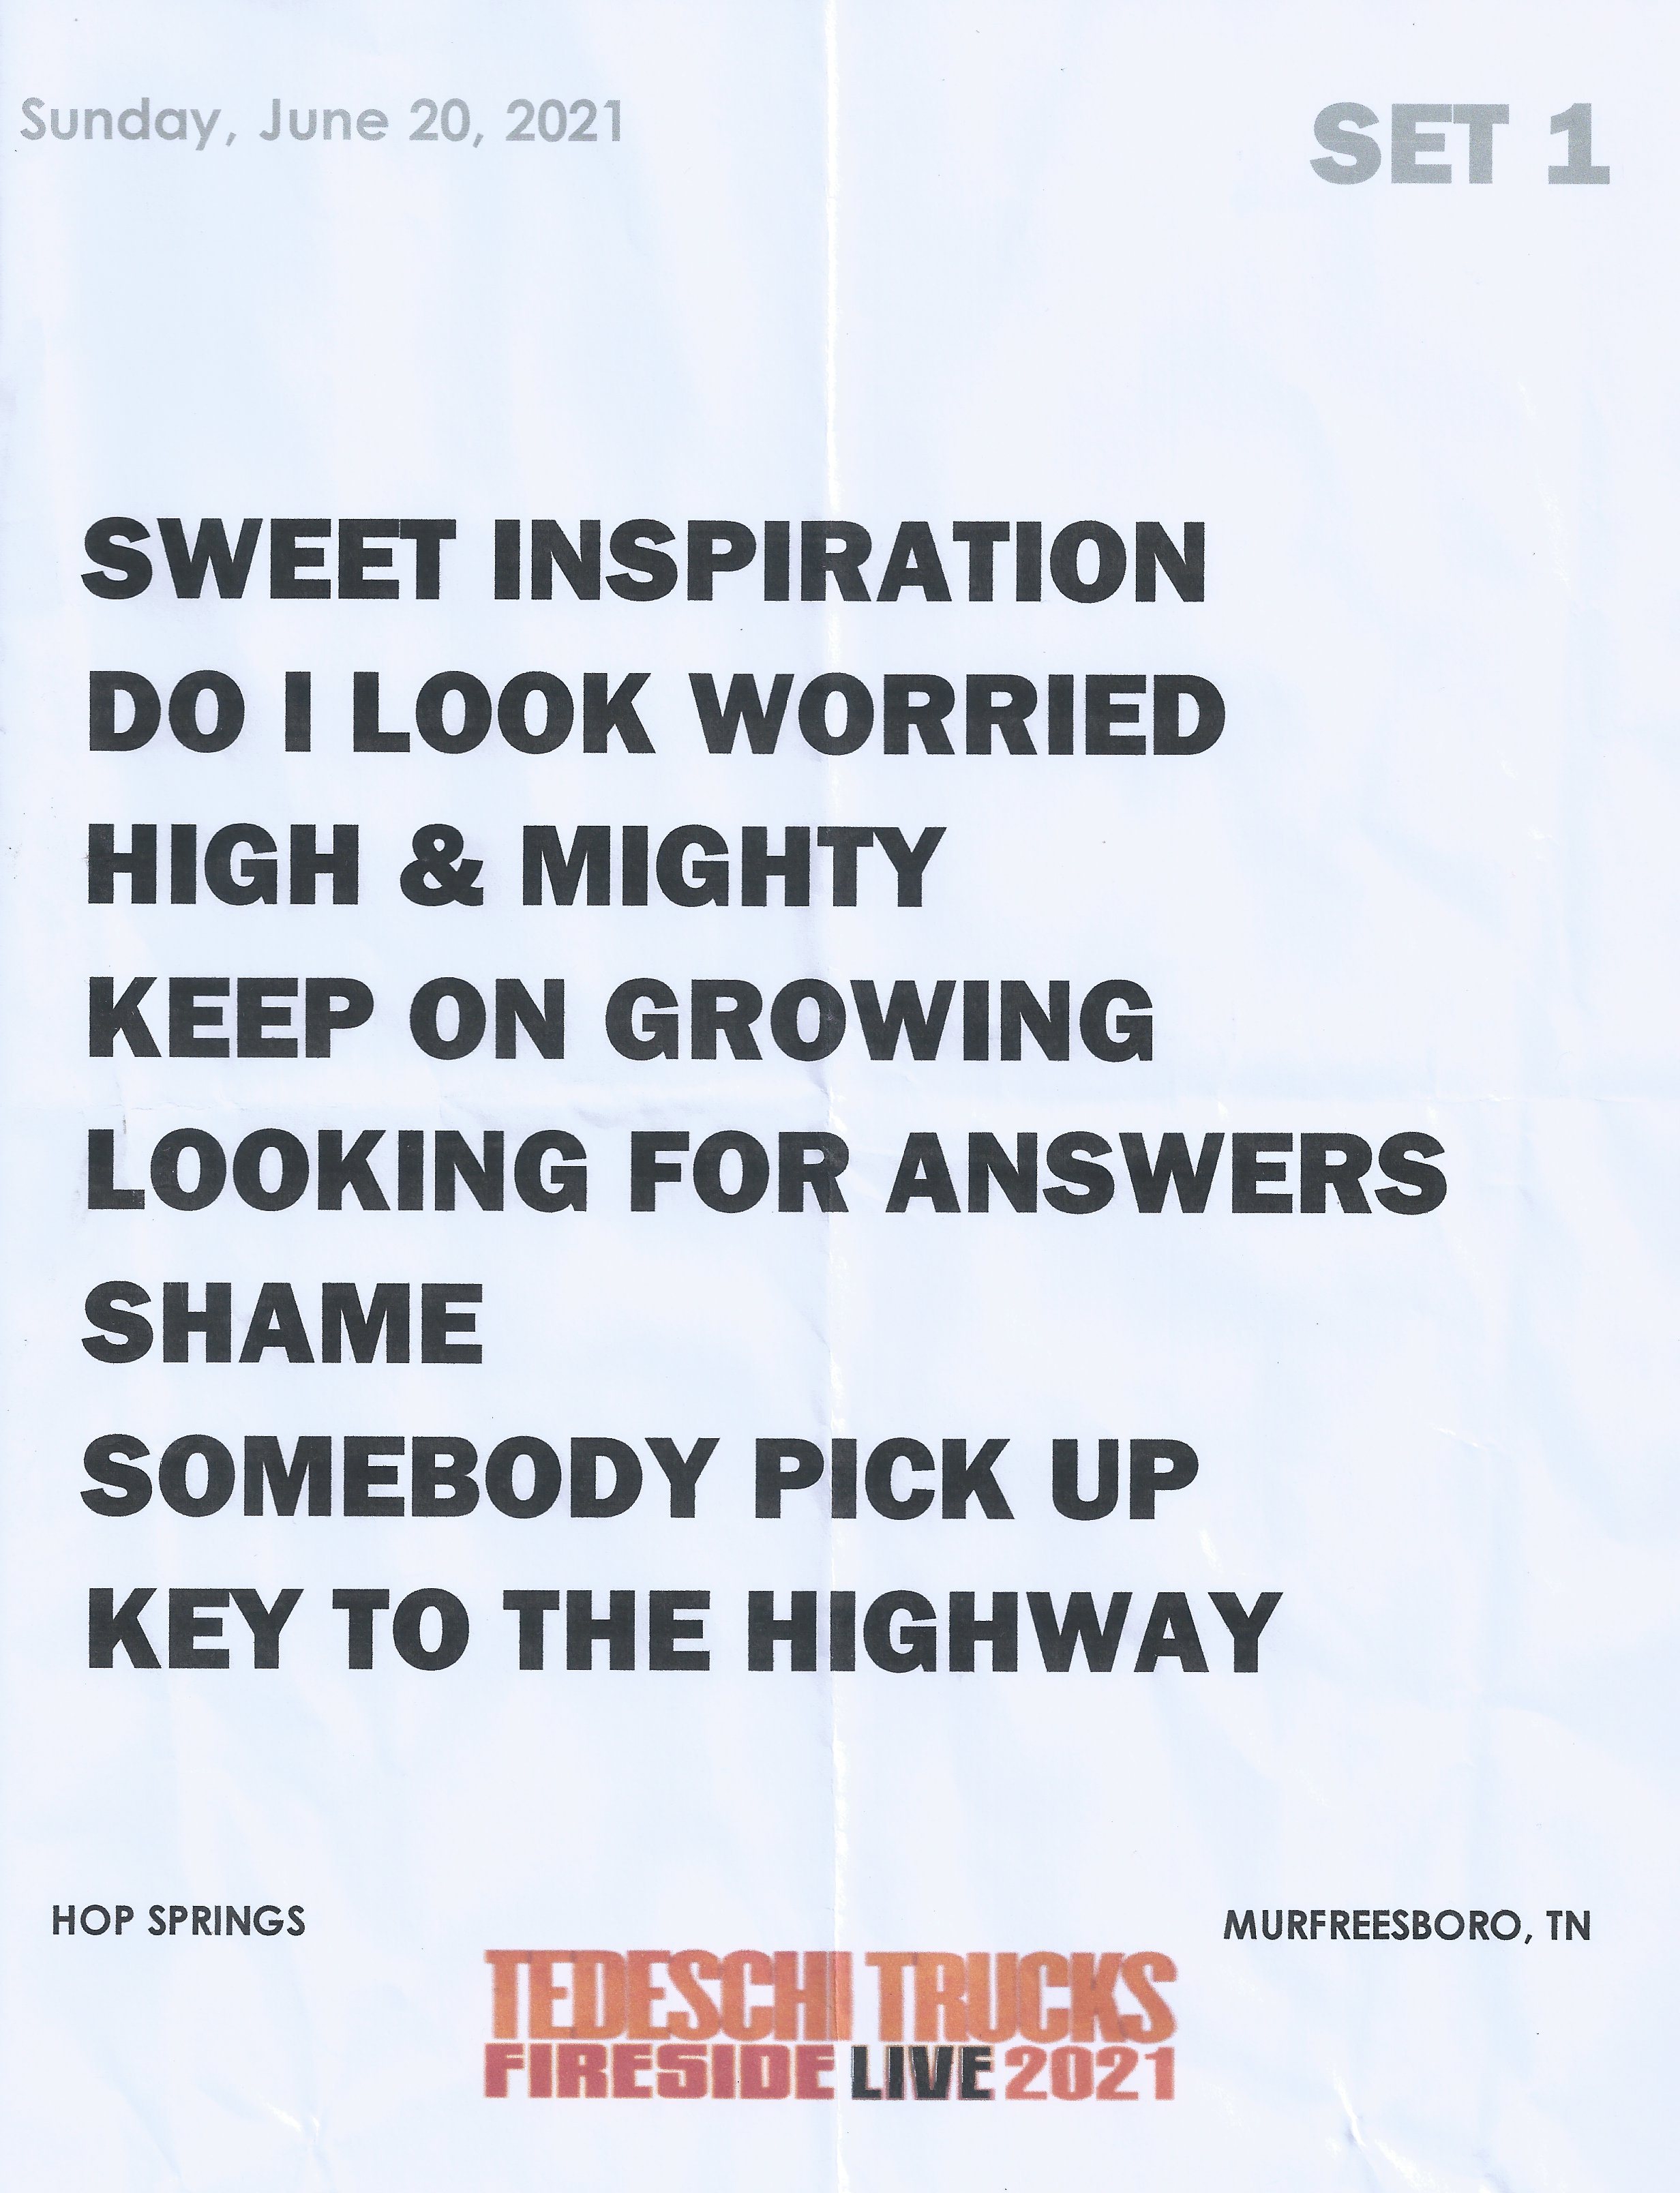 Sunday, June 20, 2021
SET 1
SWEET INSPIRATION
DO I LOOK WORRIED
HIGH & MIGHTY
KEEP ON GROWING
LOOKING FOR ANSWERS
SHAME
SOMEBODY PICK UP
KEY TO THE HIGHWAY
HOP SPRINGS
MURFREESBORO, TN
TEDESCHI TRUCKS
FIRESIDE LIVE 2021